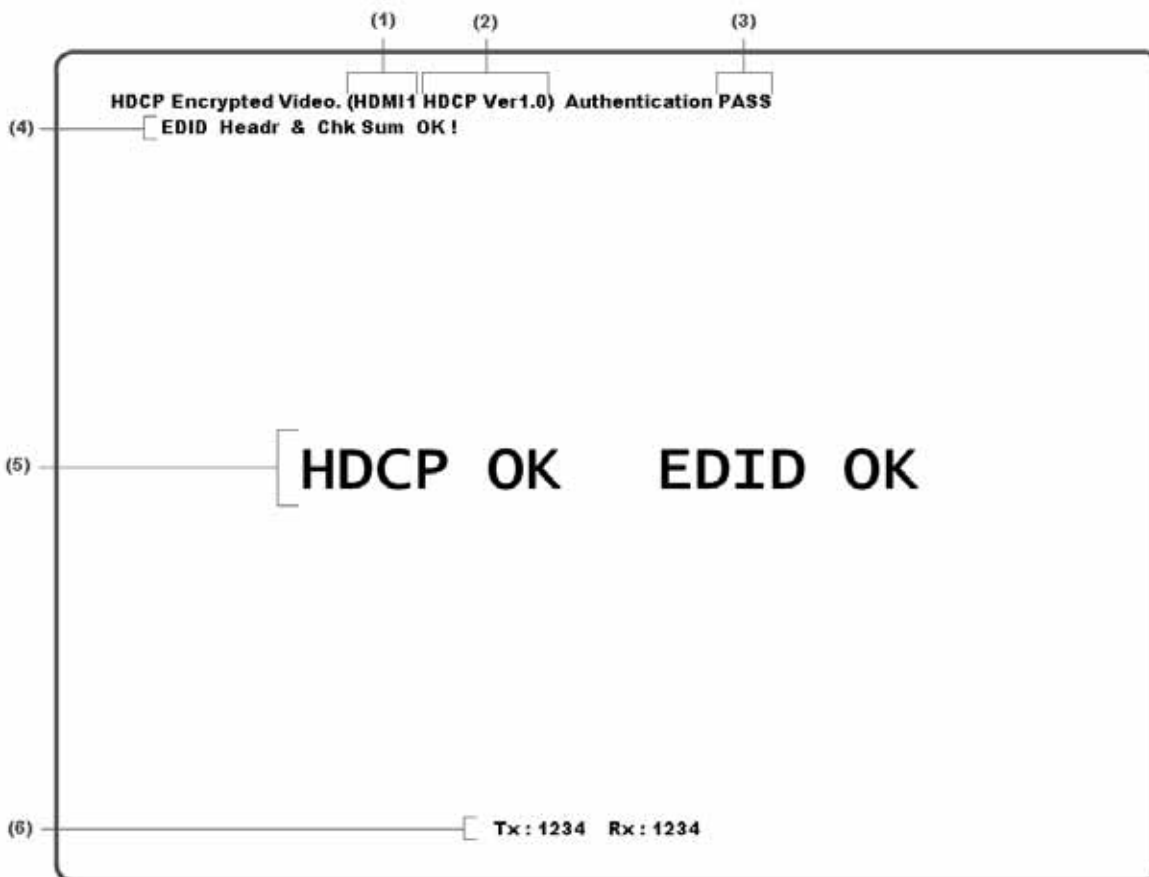 (1) (2) (3)
HDCP Encrypted Video. (HDMI1 HDCP Ver1.0) Authentication PASS
(4) EDID Headr & Chk Sum OK!
(5) HDCP OK EDID OK
(6) Tx:1234 Rx:1234